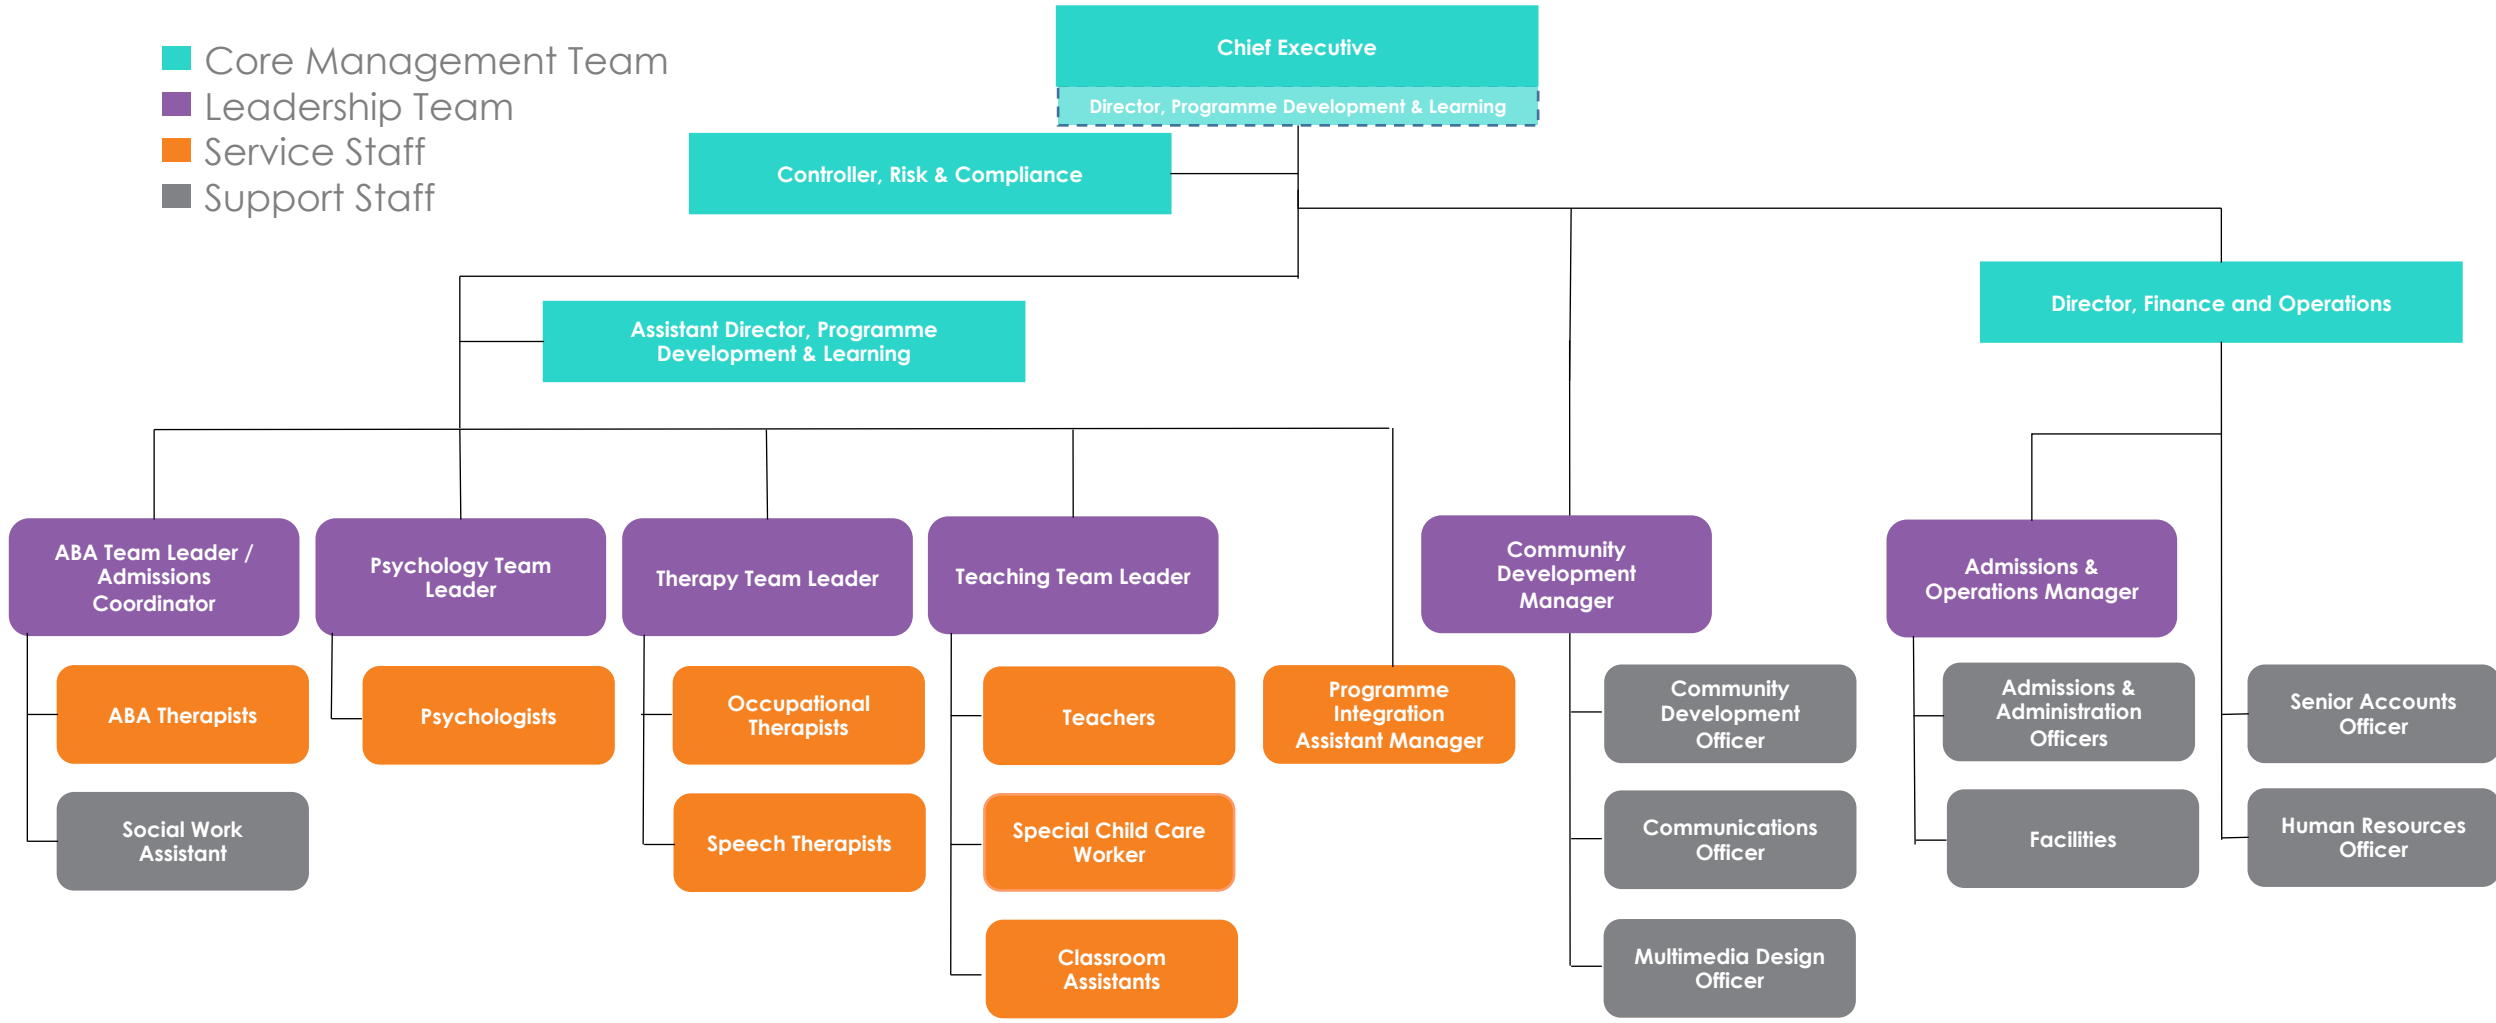 Core Management Team
Leadership Team
Service Staff
Support Staff
Chief Executive
Director, Programme Development & Learning
Controller, Risk & Compliance
Director, Finance and Operations
Assistant Director, Programme
Development & Learning
ABA Team Leader /
Admissions
Coordinator
Psychology Team
Leader
Therapy Team Leader
Teaching Team Leader
Community
Development
Manager
Admissions &
Operations Manager
ABA Therapists
Psychologists
Occupational
Therapists
Teachers
Programme
Integration
Assistant Manager
Community
Development
Officer
Admissions &
Administration
Officers
Senior Accounts
Officer
Social Work
Assistant
Speech Therapists
Special Child Care
Worker
Communications
Officer
Facilities
Human Resources
Officer
Classroom
Assistants
Multimedia Design
Officer